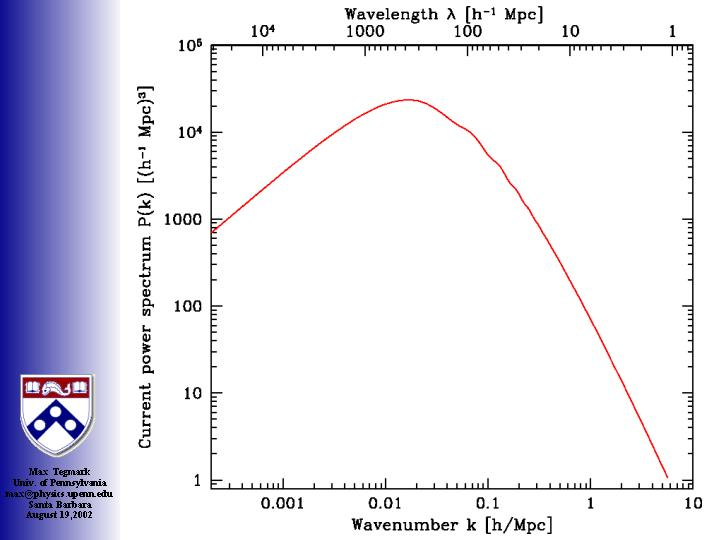 Wavelength λ [h⁻¹ Mpc]
10⁴ 1000 100 10 1
Current power spectrum P(k) [(h⁻¹ Mpc)³]
10⁵
10⁴
1000
100
10
1
0.001 0.01 0.1 1 10
Wavenumber k [h/Mpc]
Max Tegmark
Univ. of Pennsylvania
max@physics.upenn.edu
Santa Barbara
August 19,2002